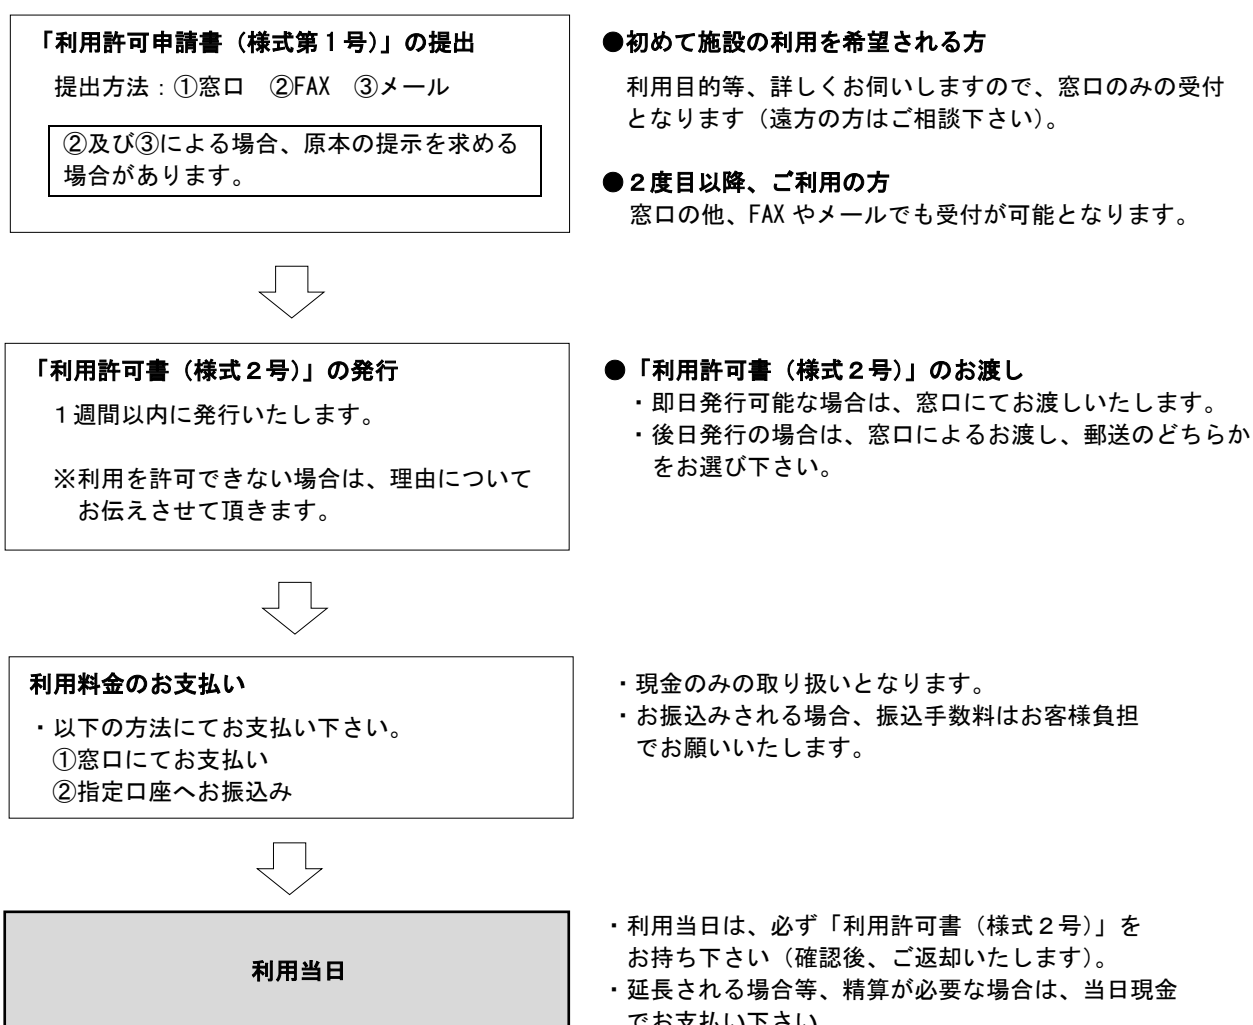 「利用許可申請書（様式第１号）」の提出
提出方法：①窓口　②FAX　③メール
②及び③による場合、原本の提示を求める
場合があります。
●初めて施設の利用を希望される方
利用目的等、詳しくお伺いしますので、窓口のみの受付
となります（遠方の方はご相談下さい）。
●２度目以降、ご利用の方
窓口の他、FAX やメールでも受付が可能となります。
「利用許可書（様式２号）」の発行
１週間以内に発行いたします。
※利用を許可できない場合は、理由について
お伝えさせて頂きます。
●「利用許可書（様式２号）」のお渡し
・即日発行可能な場合は、窓口にてお渡しいたします。
・後日発行の場合は、窓口によるお渡し、郵送のどちらか
をお選び下さい。
利用料金のお支払い
・以下の方法にてお支払い下さい。
①窓口にてお支払い
②指定口座へお振込み
・現金のみの取り扱いとなります。
・お振込みされる場合、振込手数料はお客様負担
でお願いいたします。
利用当日
・利用当日は、必ず「利用許可書（様式２号）」を
お持ち下さい（確認後、ご返却いたします）。
・延長される場合等、精算が必要な場合は、当日現金
でお支払い下さい